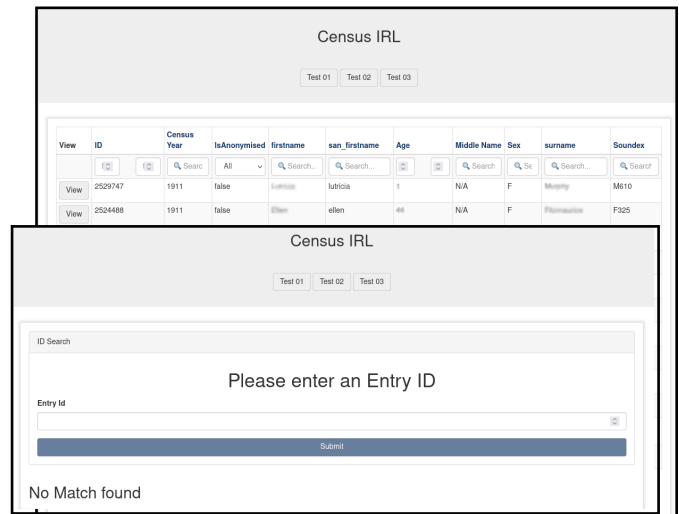 Census IRL
Test 01 Test 02 Test 03
View ID Census Year IsAnonymised firstname san_firstname Age Middle Name Sex surname Soundex
Searc All Search.. Search... Search Se Search... Search
View 2529747 1911 false lutricia N/A F M610
View 2524488 1911 false ellen 44 N/A F F325
Census IRL
Test 01 Test 02 Test 03
ID Search
Please enter an Entry ID
Entry Id
Submit
No Match found